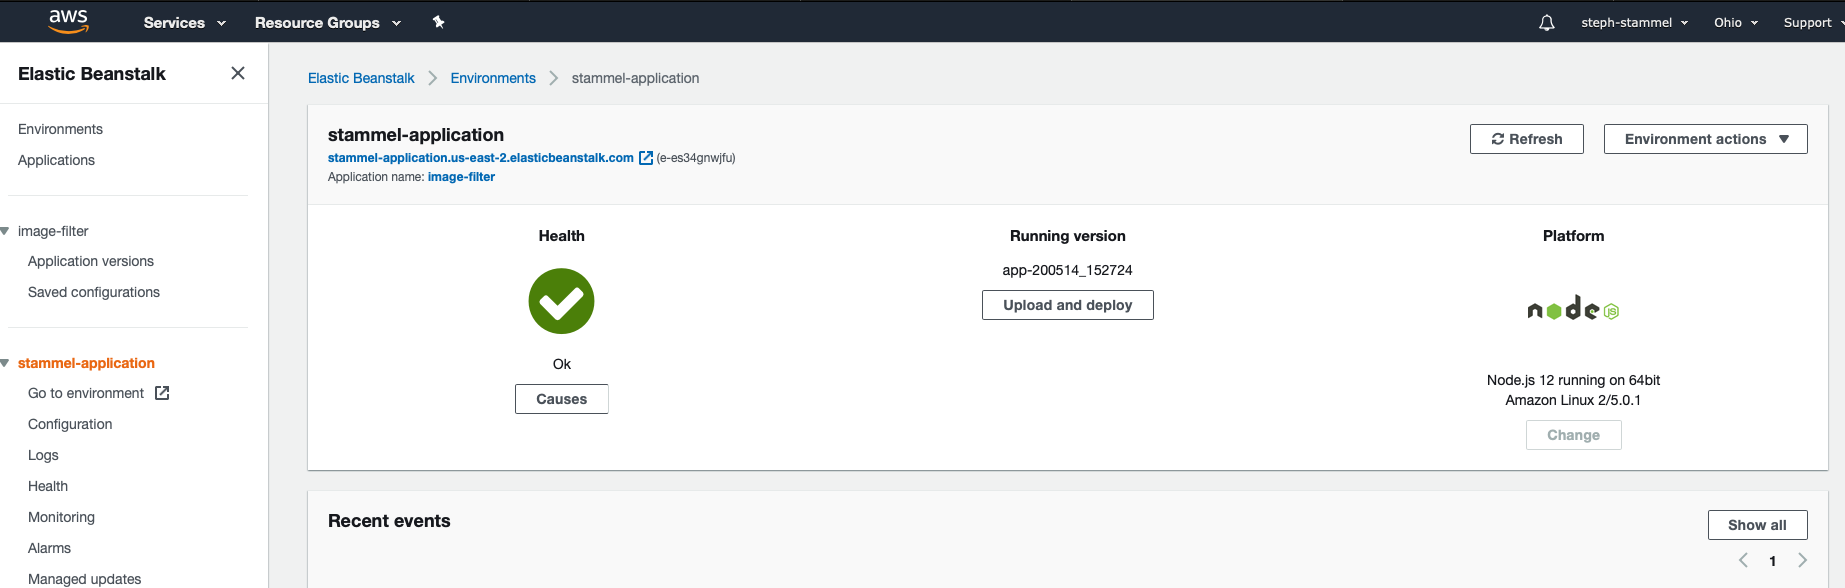 aws Services Resource Groups steph-stammel Ohio Support
Elastic Beanstalk
Environments
Applications
image-filter
Application versions
Saved configurations
stammel-application
Go to environment
Configuration
Logs
Health
Monitoring
Alarms
Managed updates
Elastic Beanstalk Environments stammel-application
stammel-application
stammel-application.us-east-2.elasticbeanstalk.com (e-es34gnwjfu)
Application name: image-filter
Refresh Environment actions
Health
Ok
Causes
Running version
app-200514_152724
Upload and deploy
Platform
node JS
Node.js 12 running on 64bit
Amazon Linux 2/5.0.1
Change
Recent events
Show all
1